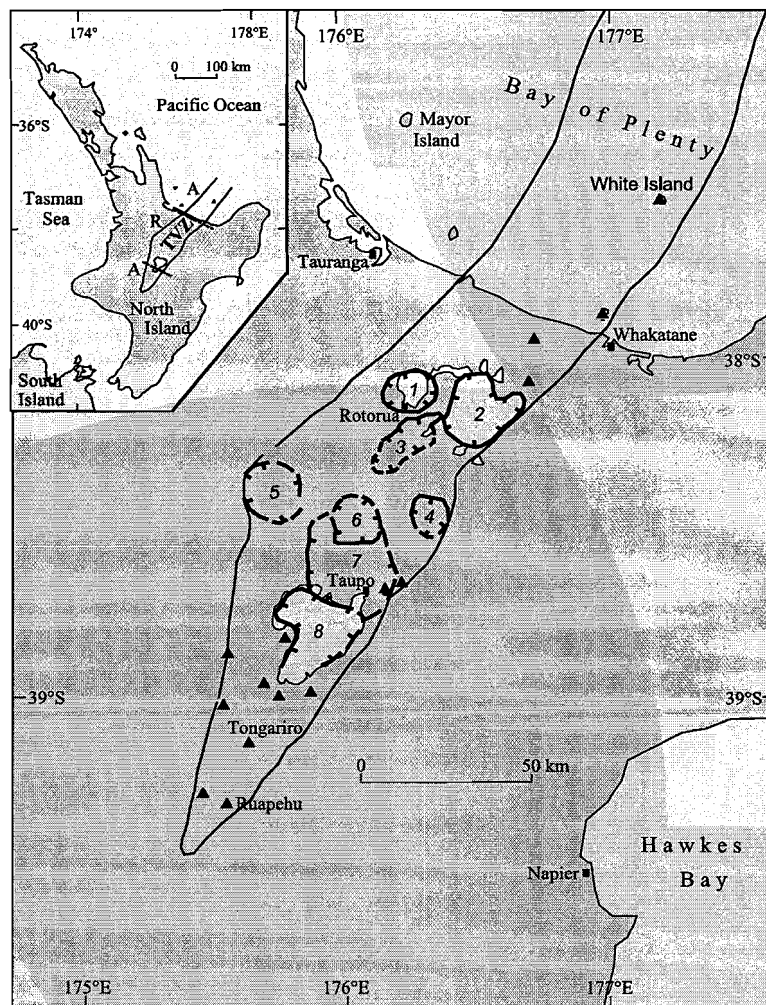 174°
178°E
0 100 km
Pacific Ocean
36°S
Tasman
Sea
A
R
TVZ
A
North
Island
40°S
South
Island
176°E
177°E
Bay of Plenty
Mayor
Island
White Island
Tauranga
Whakatane
38°S
1
Rotorua
2
3
5
4
6
7
Taupo
8
39°S
39°S
Tongariro
0 50 km
Ruapehu
Hawkes
Bay
Napier
175°E
176°E
177°E